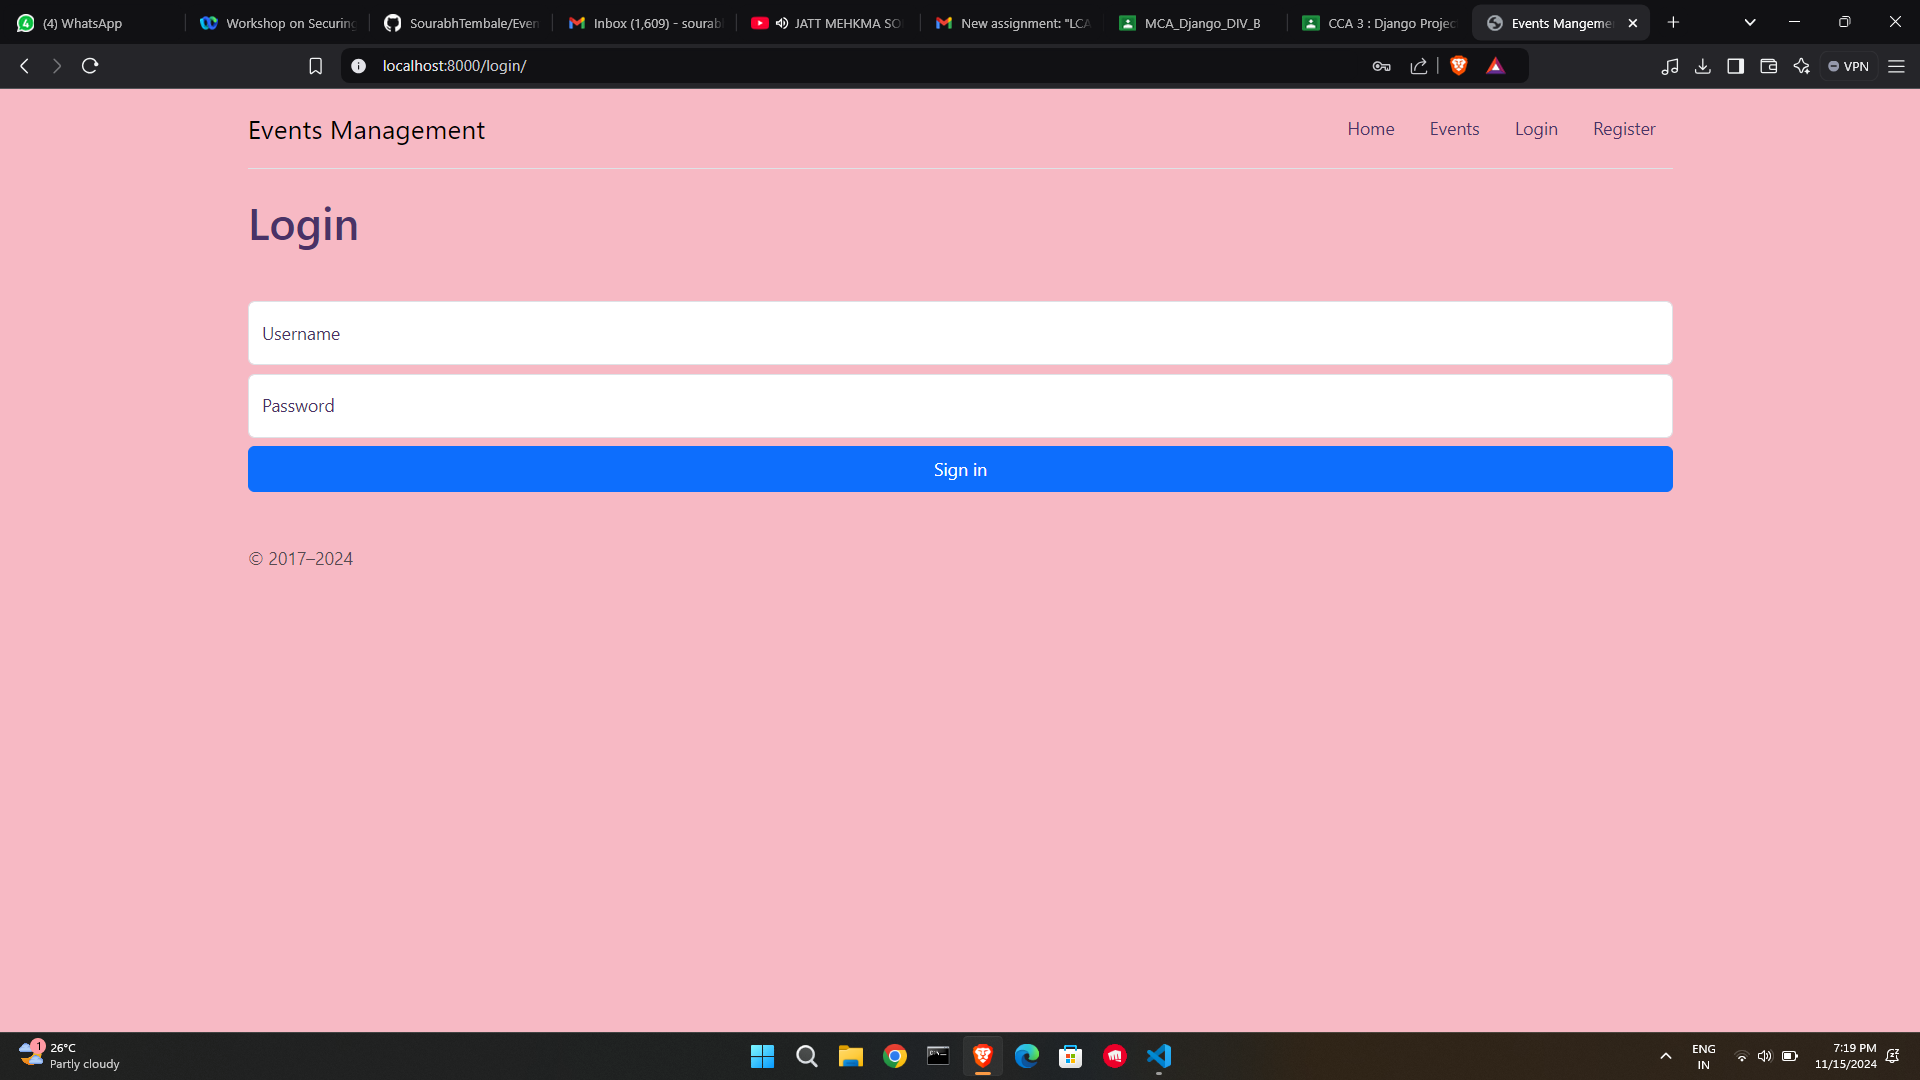 (4) WhatsApp
Workshop on Securing
SourabhTembale/Even
Inbox (1,609) - sourab
JATT MEHKMA SO
New assignment: "LCA
MCA_Django_DIV_B
CCA 3 : Django Projec
Events Mangeme
localhost:8000/login/
VPN
Events Management
Home
Events
Login
Register
Login
Username
Password
Sign in
© 2017–2024
1
26°C
Partly cloudy
ENG
IN
7:19 PM
11/15/2024